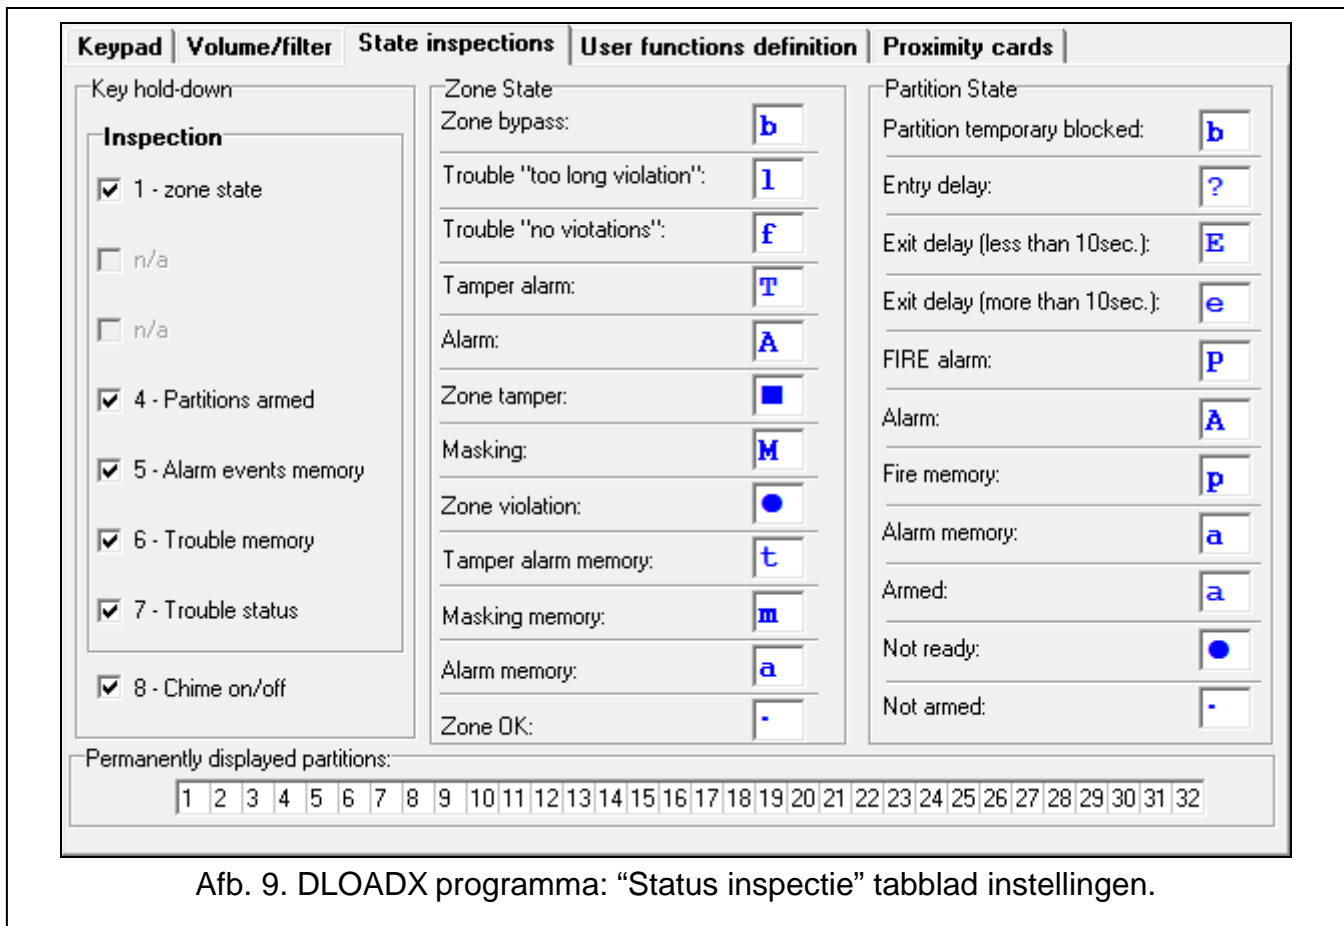 Keypad Volume/filter State inspections User functions definition Proximity cards
Key hold-down
Inspection
1 - zone state
n/a
n/a
4 - Partitions armed
5 - Alarm events memory
6 - Trouble memory
7 - Trouble status
8 - Chime on/off
Zone State
Zone bypass: b
Trouble "too long violation": l
Trouble "no viotations": f
Tamper alarm: T
Alarm: A
Zone tamper: ■
Masking: M
Zone violation: ●
Tamper alarm memory: t
Masking memory: m
Alarm memory: a
Zone OK: ·
Partition State
Partition temporary blocked: b
Entry delay: ?
Exit delay (less than 10sec.): E
Exit delay (more than 10sec.): e
FIRE alarm: P
Alarm: A
Fire memory: p
Alarm memory: a
Armed: a
Not ready: ●
Not armed: ·
Permanently displayed partitions:
1 2 3 4 5 6 7 8 9 10 11 12 13 14 15 16 17 18 19 20 21 22 23 24 25 26 27 28 29 30 31 32
Afb. 9. DLOADX programma: “Status inspectie” tabblad instellingen.